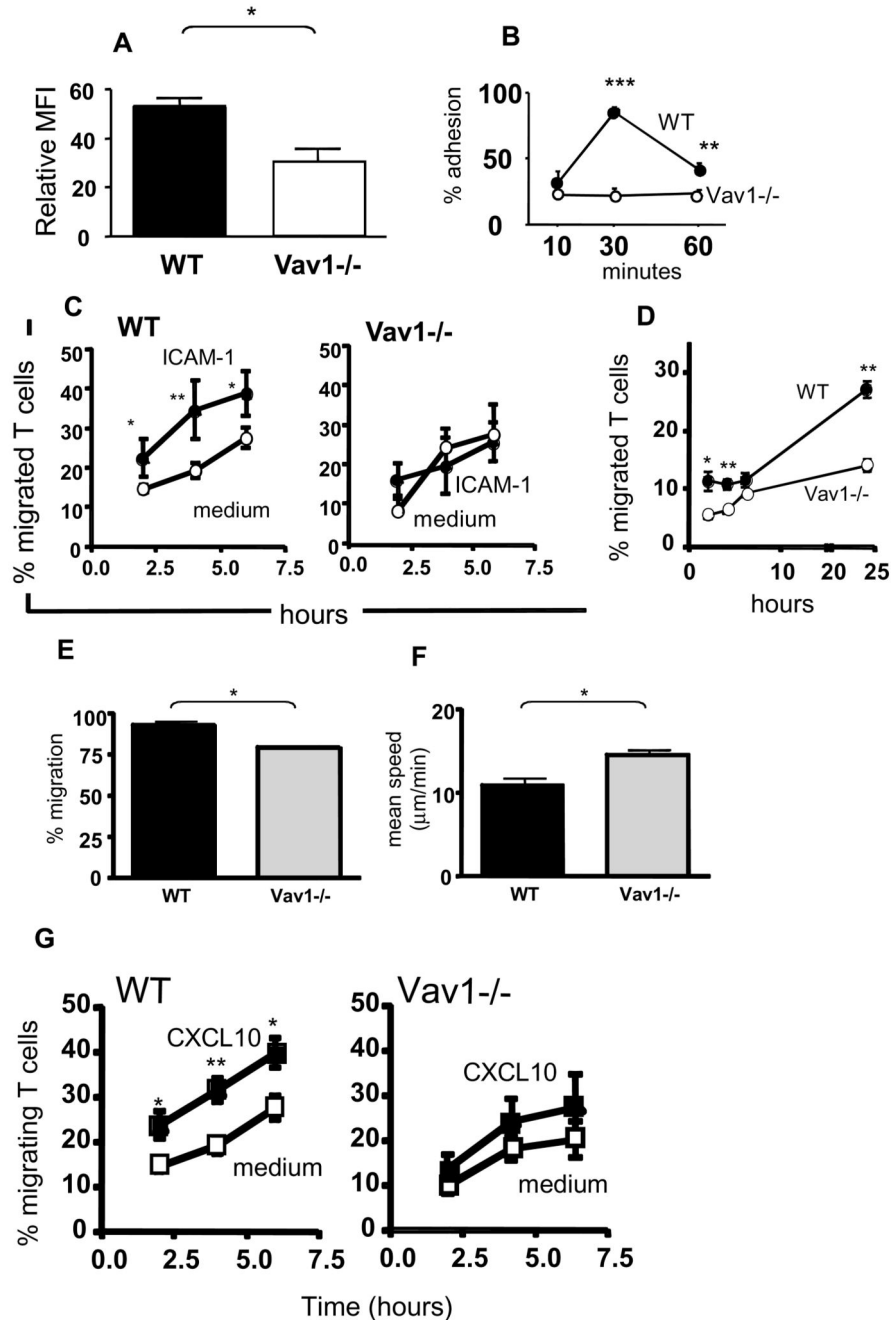 A
*
Relative MFI
60
40
20
0
WT
Vav1-/-
B
% adhesion
100
50
0
***
WT
**
Vav1-/-
10 30 60
minutes
C
WT
% migrated T cells
50
40
30
20
10
0
ICAM-1
*
**
*
medium
0.0 2.5 5.0 7.5
Vav1-/-
50
40
30
20
10
0
ICAM-1
medium
0.0 2.5 5.0 7.5
hours
D
% migrated T cells
30
20
10
0
WT
**
*
**
Vav1-/-
0 10 20 25
hours
E
*
% migration
100
75
50
25
0
WT
Vav1-/-
F
*
mean speed
(µm/min)
20
10
0
WT
Vav1-/-
G
WT
% migrating T cells
50
40
30
20
10
0
CXCL10
*
**
*
medium
0.0 2.5 5.0 7.5
Vav1-/-
50
40
30
20
10
0
CXCL10
medium
0.0 2.5 5.0 7.5
Time (hours)